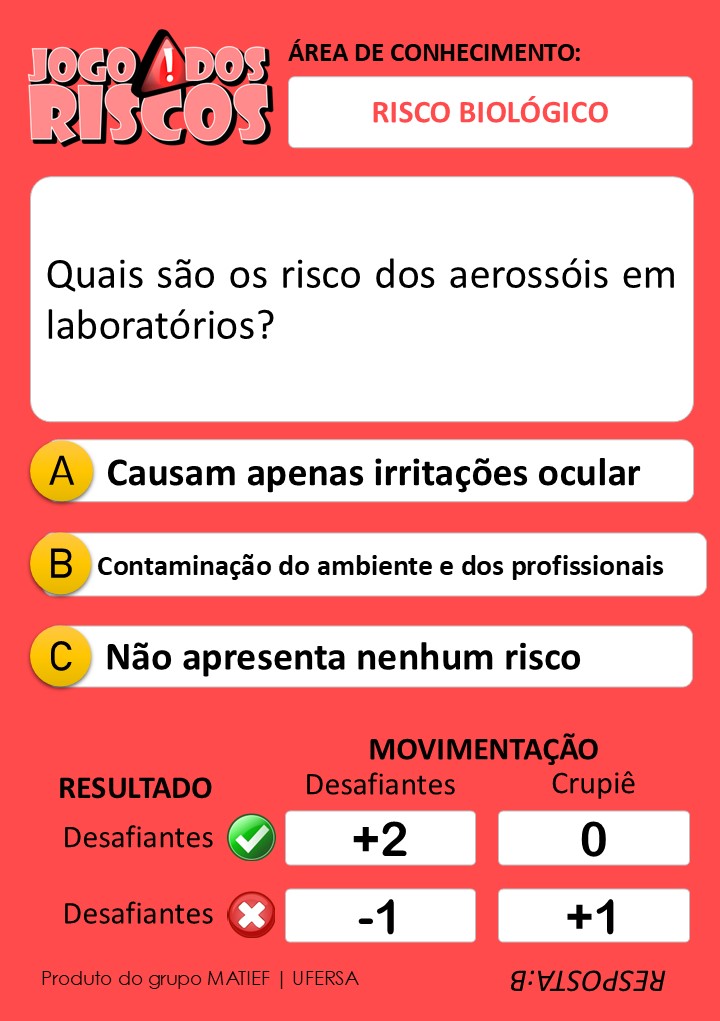 JOGO DOS
RISCOS
ÁREA DE CONHECIMENTO:
RISCO BIOLÓGICO
Quais são os risco dos aerossóis em
laboratórios?
A Causam apenas irritações ocular
B Contaminação do ambiente e dos profissionais
C Não apresenta nenhum risco
MOVIMENTAÇÃO
RESULTADO Desafiantes Crupiê
Desafiantes +2 0
Desafiantes -1 +1
Produto do grupo MATIEF | UFERSA
RESPOSTA:B